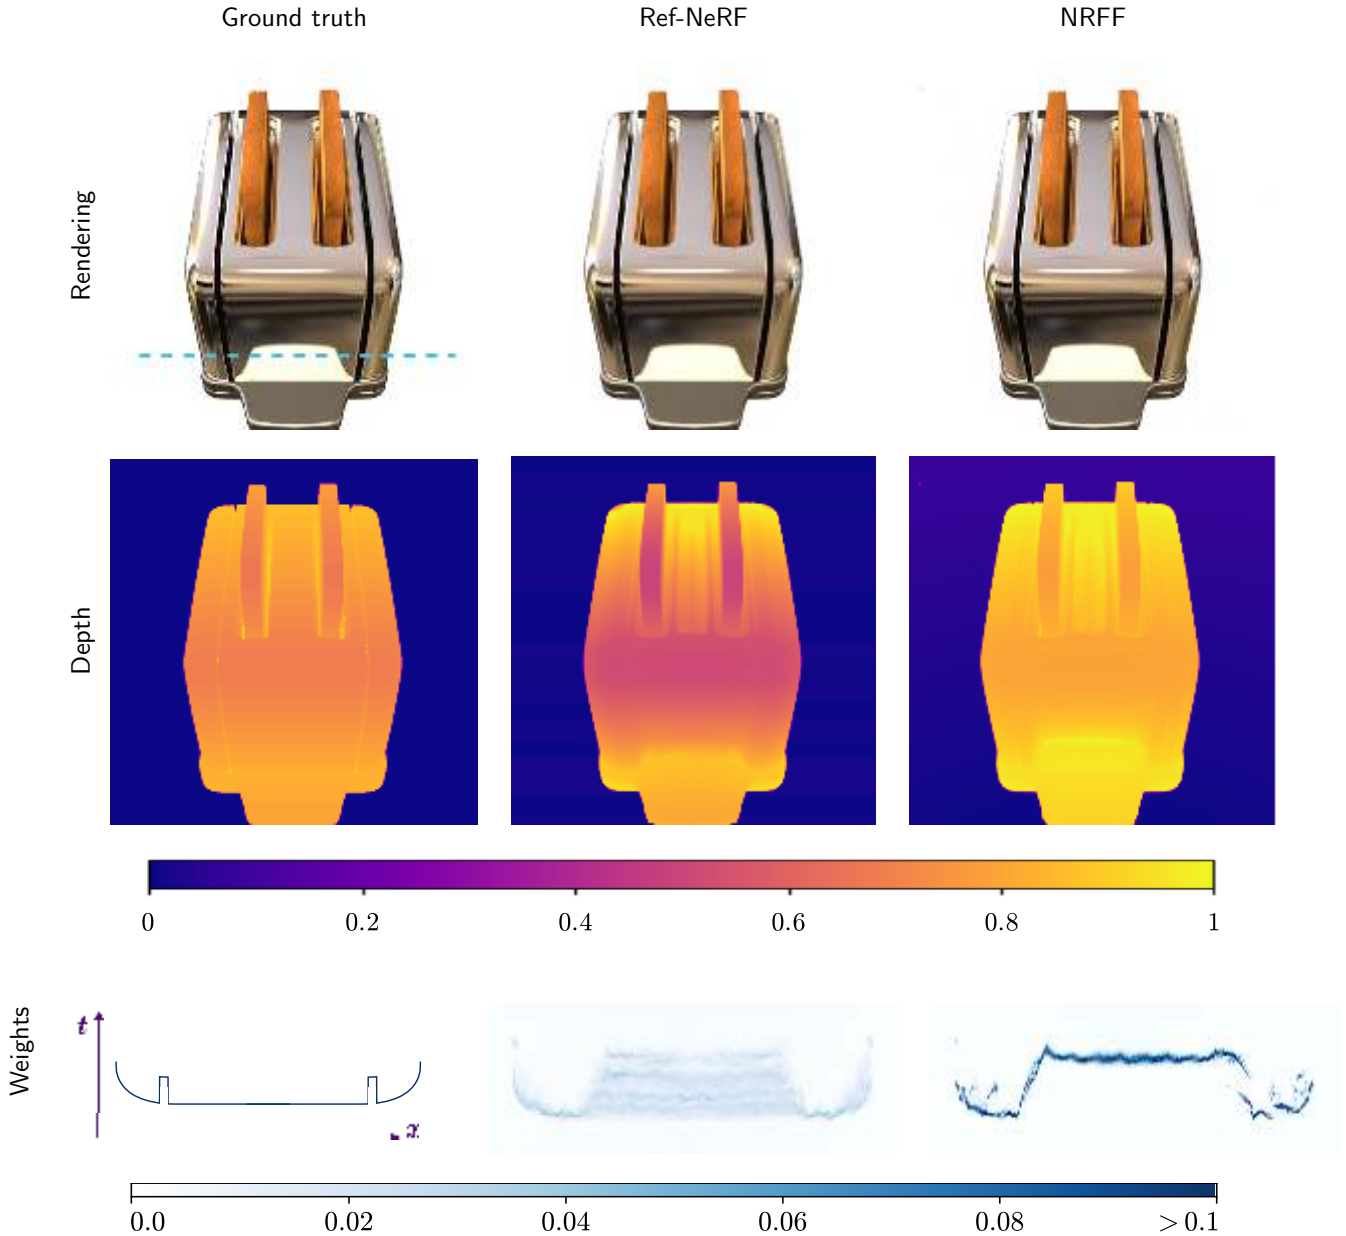 Ground truth Ref-NeRF NRFF
Rendering
Depth
0 0.2 0.4 0.6 0.8 1
Weights
t
x
0.0 0.02 0.04 0.06 0.08 > 0.1